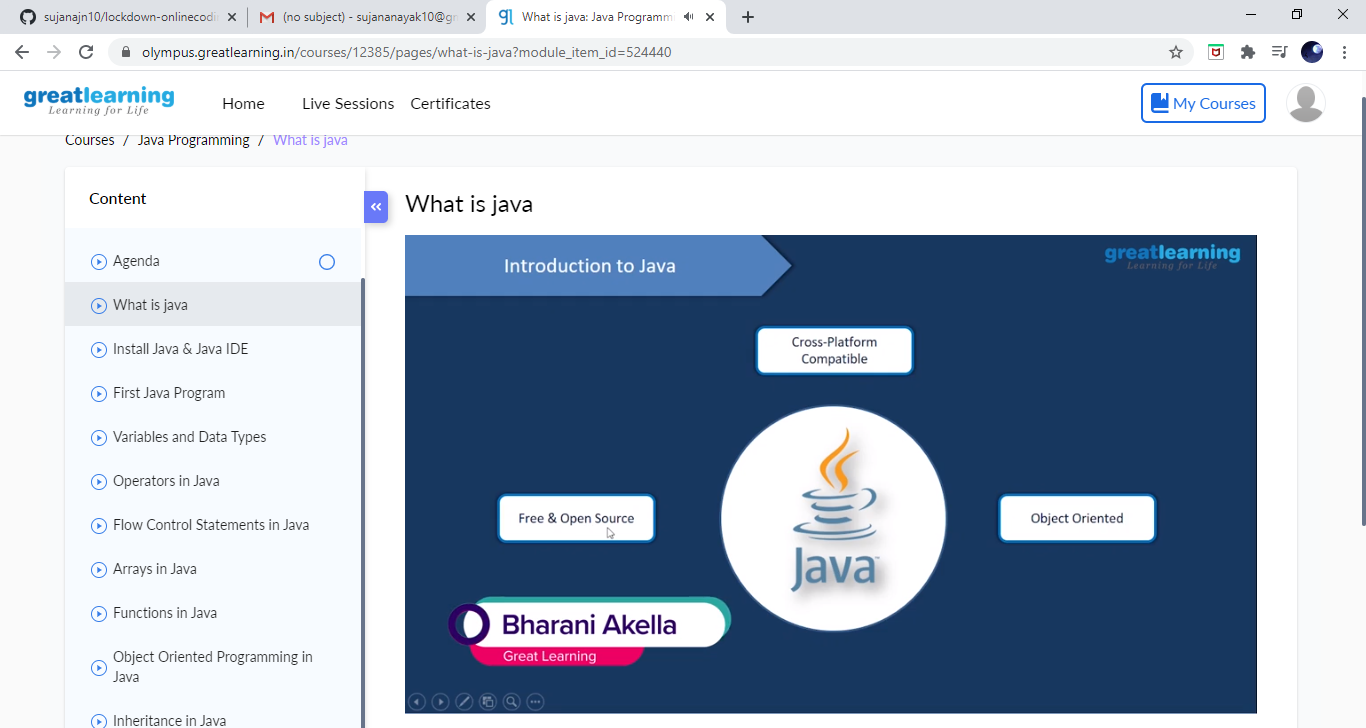 sujanajn10/lockdown-onlinecodi
(no subject) - sujananayak10@gm
What is java: Java Programm
olympus.greatlearning.in/courses/12385/pages/what-is-java?module_item_id=524440
greatlearning
Learning for Life
Home
Live Sessions
Certificates
My Courses
Courses / Java Programming / What is java
Content
Agenda
What is java
Install Java & Java IDE
First Java Program
Variables and Data Types
Operators in Java
Flow Control Statements in Java
Arrays in Java
Functions in Java
Object Oriented Programming in
Java
Inheritance in Java
What is java
Introduction to Java
greatlearning
Learning for Life
Cross-Platform
Compatible
Free & Open Source
Java™
Object Oriented
Bharani Akella
Great Learning